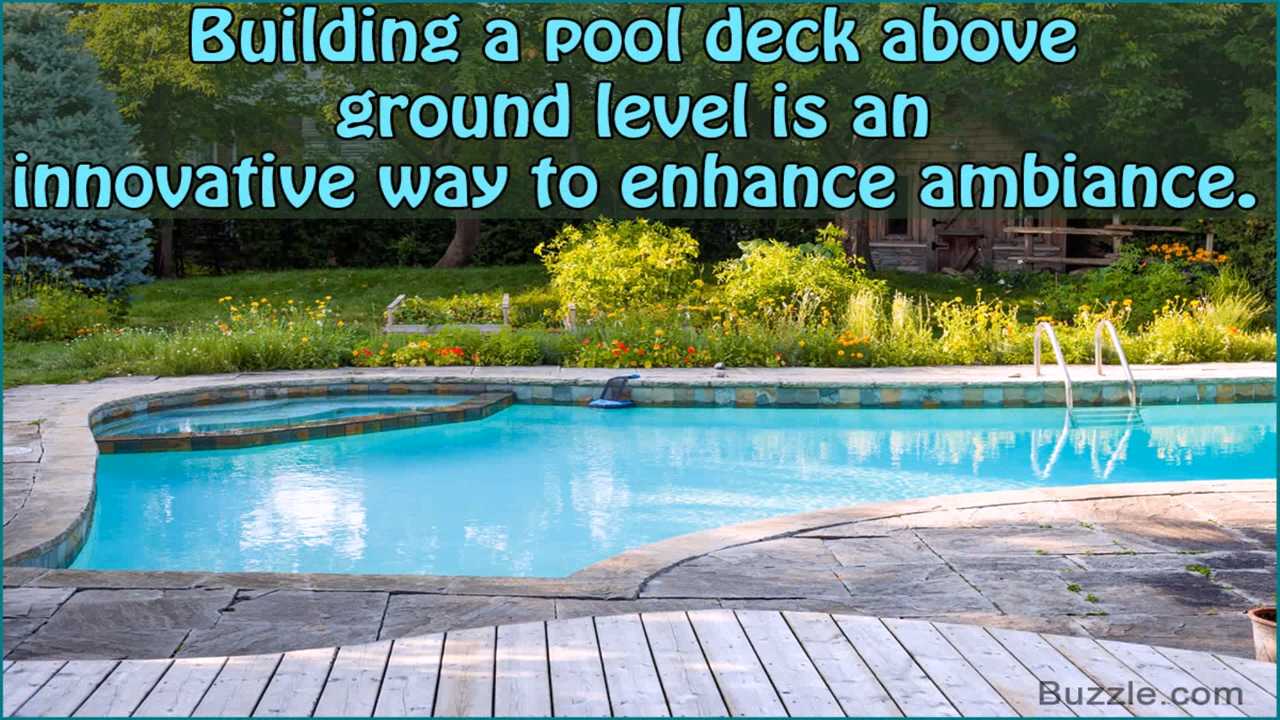 Building a pool deck above
ground level is an
innovative way to enhance ambiance.
Buzzle.com